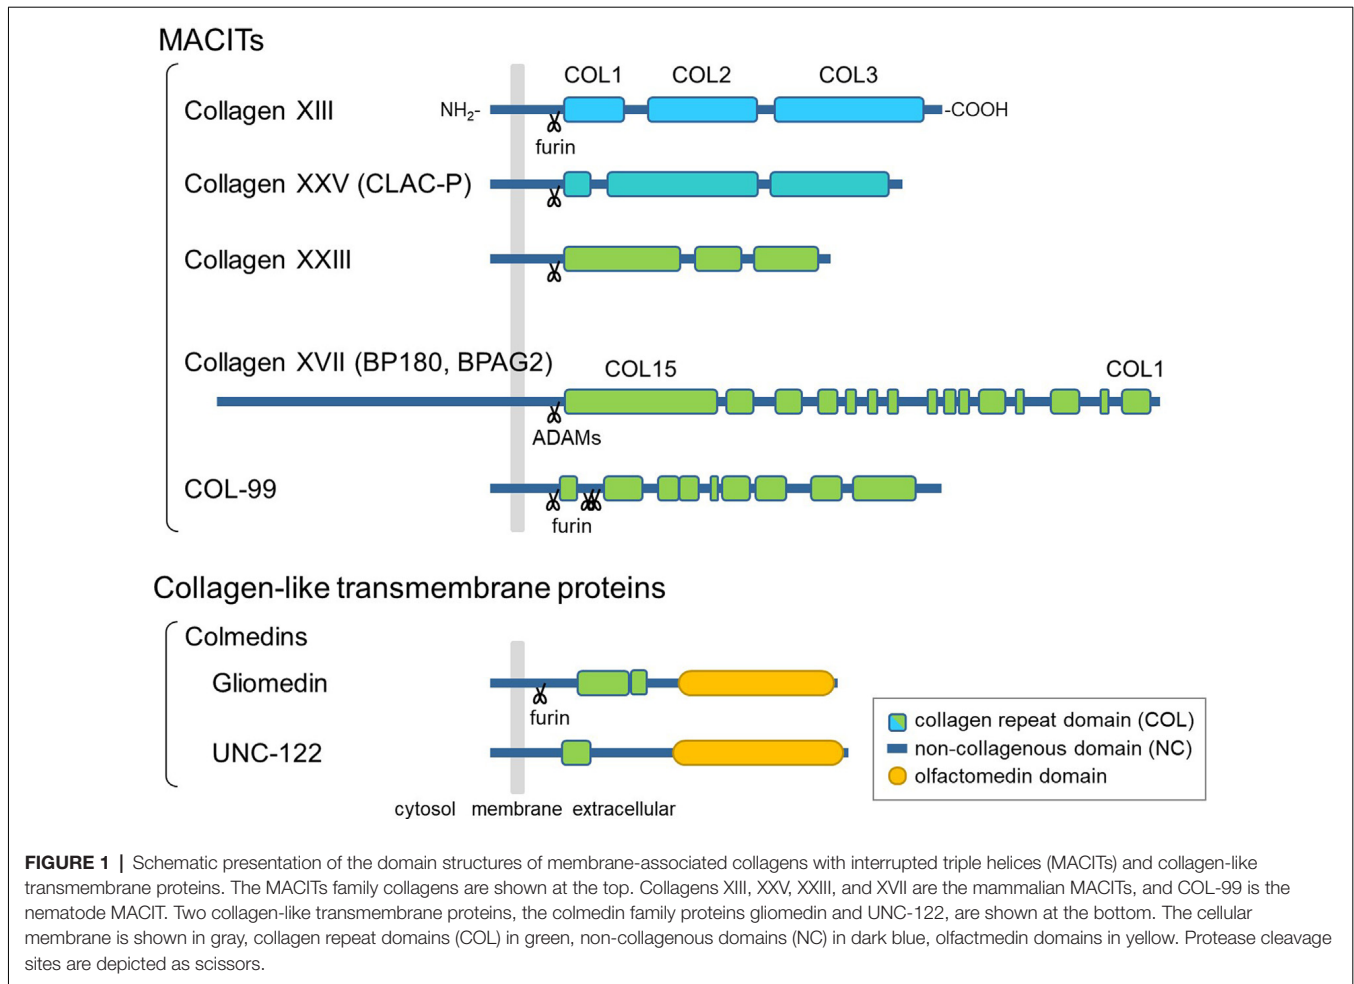 MACITs
COL1 COL2 COL3
Collagen XIII NH2- -COOH
furin
Collagen XXV (CLAC-P)
Collagen XXIII
Collagen XVII (BP180, BPAG2)
COL15 COL1
ADAMs
COL-99
furin
Collagen-like transmembrane proteins
Colmedins
Gliomedin
furin
UNC-122
collagen repeat domain (COL)
non-collagenous domain (NC)
olfactomedin domain
cytosol membrane extracellular
FIGURE 1 | Schematic presentation of the domain structures of membrane-associated collagens with interrupted triple helices (MACITs) and collagen-like
transmembrane proteins. The MACITs family collagens are shown at the top. Collagens XIII, XXV, XXIII, and XVII are the mammalian MACITs, and COL-99 is the
nematode MACIT. Two collagen-like transmembrane proteins, the colmedin family proteins gliomedin and UNC-122, are shown at the bottom. The cellular
membrane is shown in gray, collagen repeat domains (COL) in green, non-collagenous domains (NC) in dark blue, olfactmedin domains in yellow. Protease cleavage
sites are depicted as scissors.